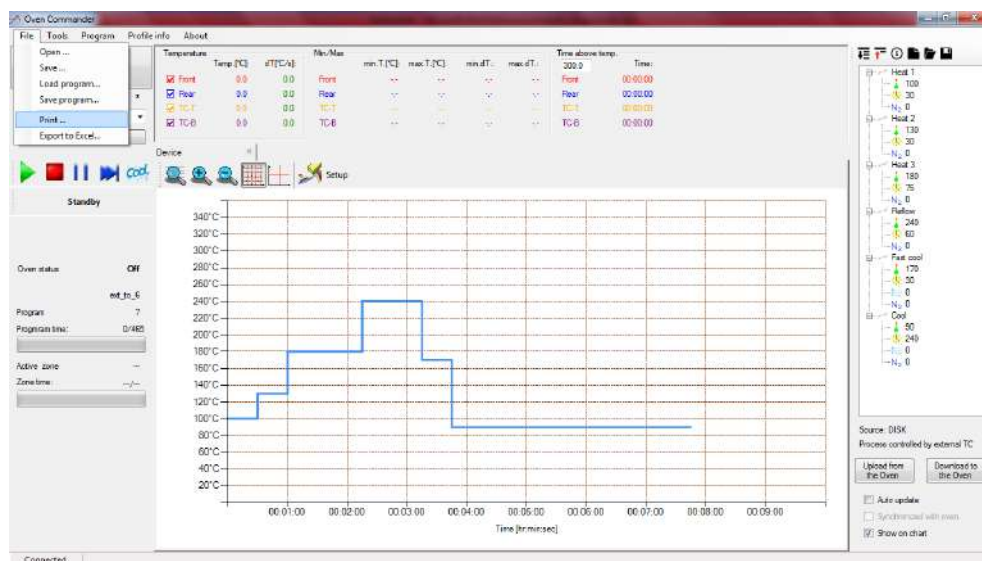 Oven Commander
File Tools Program Profile info About
Open ...
Save ...
Load program...
Save program...
Print ...
Export to Excel...
Temperature Min/Max Time above temp.
Temp.[°C] dT[°C/s] min.T.[°C] max.T.[°C] min.dT.: max.dT.: 300.0 Time:
Front 0.0 0.0 Front -.- -.- -.- -.- Front 00:00:00
Rear 0.0 0.0 Rear -.- -.- -.- -.- Rear 00:00:00
TC-T 0.0 0.0 TC-T -.- -.- -.- -.- TC-T 00:00:00
TC-B 0.0 0.0 TC-B -.- -.- -.- -.- TC-B 00:00:00
Device
cool
Setup
Standby
Oven status Off
ext_to_6
Program 7
Program time: 0/465
Active zone --
Zone time: --/--
340°C
320°C
300°C
280°C
260°C
240°C
220°C
200°C
180°C
160°C
140°C
120°C
100°C
80°C
60°C
40°C
20°C
00:01:00 00:02:00 00:03:00 00:04:00 00:05:00 00:06:00 00:07:00 00:08:00 00:09:00
Time [hr:min:sec]
Heat 1
100
30
N₂ 0
Heat 2
130
30
N₂ 0
Heat 3
180
75
N₂ 0
Reflow
240
60
N₂ 0
Fast cool
170
30
0
N₂ 0
Cool
90
240
0
N₂ 0
Source: DISK
Process controlled by external TC
Upload from the Oven
Download to the Oven
Auto update
Synchronized with oven
Show on chart
Connected